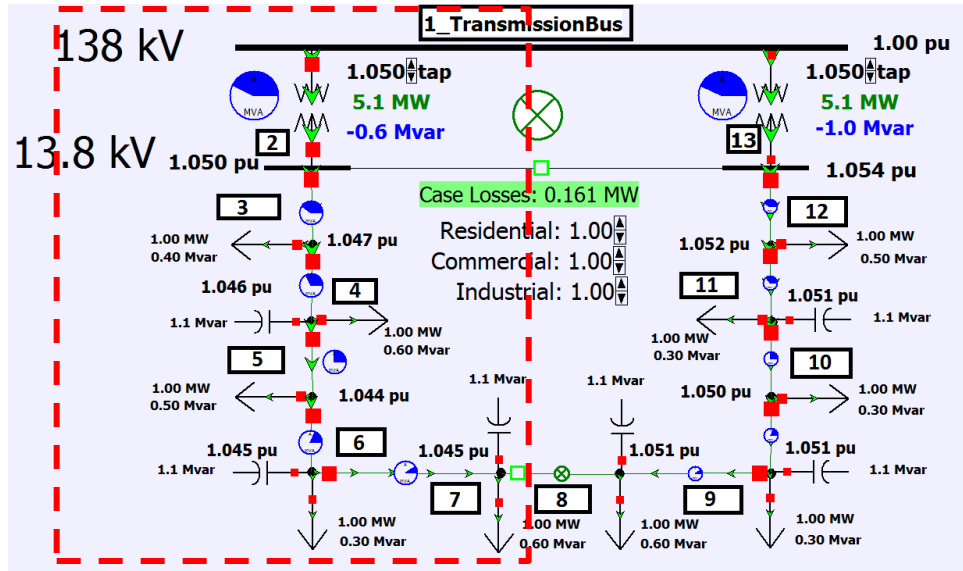 1_TransmissionBus
138 kV
1.00 pu
1.050 tap
5.1 MW
-0.6 Mvar
A
MVA
1.050 tap
5.1 MW
-1.0 Mvar
A
MVA
2
13
13.8 kV
1.050 pu
1.054 pu
Case Losses: 0.161 MW
Residential: 1.00
Commercial: 1.00
Industrial: 1.00
3
12
1.00 MW
0.40 Mvar
1.047 pu
1.052 pu
1.00 MW
0.50 Mvar
1.046 pu
4
11
1.051 pu
1.1 Mvar
1.00 MW
0.60 Mvar
1.00 MW
0.30 Mvar
1.1 Mvar
5
10
1.00 MW
0.50 Mvar
1.044 pu
1.050 pu
1.00 MW
0.30 Mvar
1.1 Mvar
1.1 Mvar
6
1.045 pu
1.045 pu
1.051 pu
1.051 pu
1.1 Mvar
1.1 Mvar
7
8
9
1.00 MW
0.30 Mvar
1.00 MW
0.60 Mvar
1.00 MW
0.60 Mvar
1.00 MW
0.30 Mvar